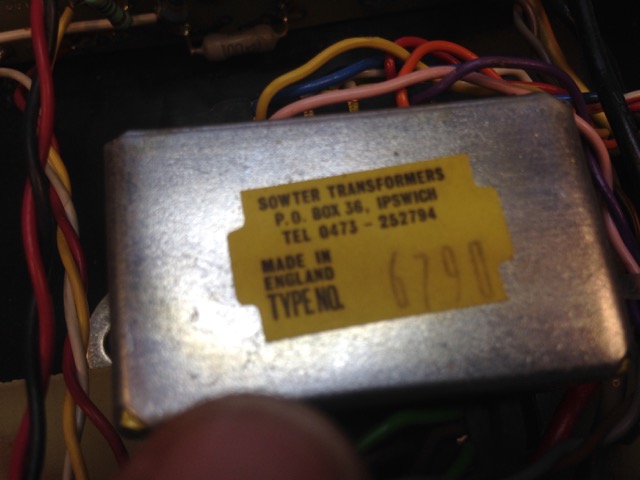 SOWTER TRANSFORMERS
P.O. BOX 36, IPSWICH
TEL 0473 - 252794
MADE IN
ENGLAND
TYPE NO. 6790